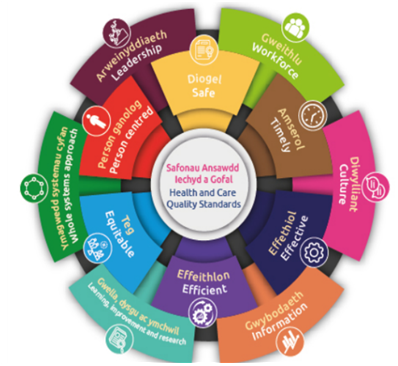 Safonau Ansawdd
Iechyd a Gofal
Health and Care
Quality Standards
Diogel
Safe
Amserol
Timely
Effeithiol
Effective
Effeithlon
Efficient
Teg
Equitable
Person ganolog
Person centred
Arweinyddiaeth
Leadership
Gweithlu
Workforce
Diwylliant
Culture
Gwybodaeth
Information
Gwella, dysgu ac ymchwil
Learning, improvement and research
Ymagwedd systemau cyfan
Whole systems approach